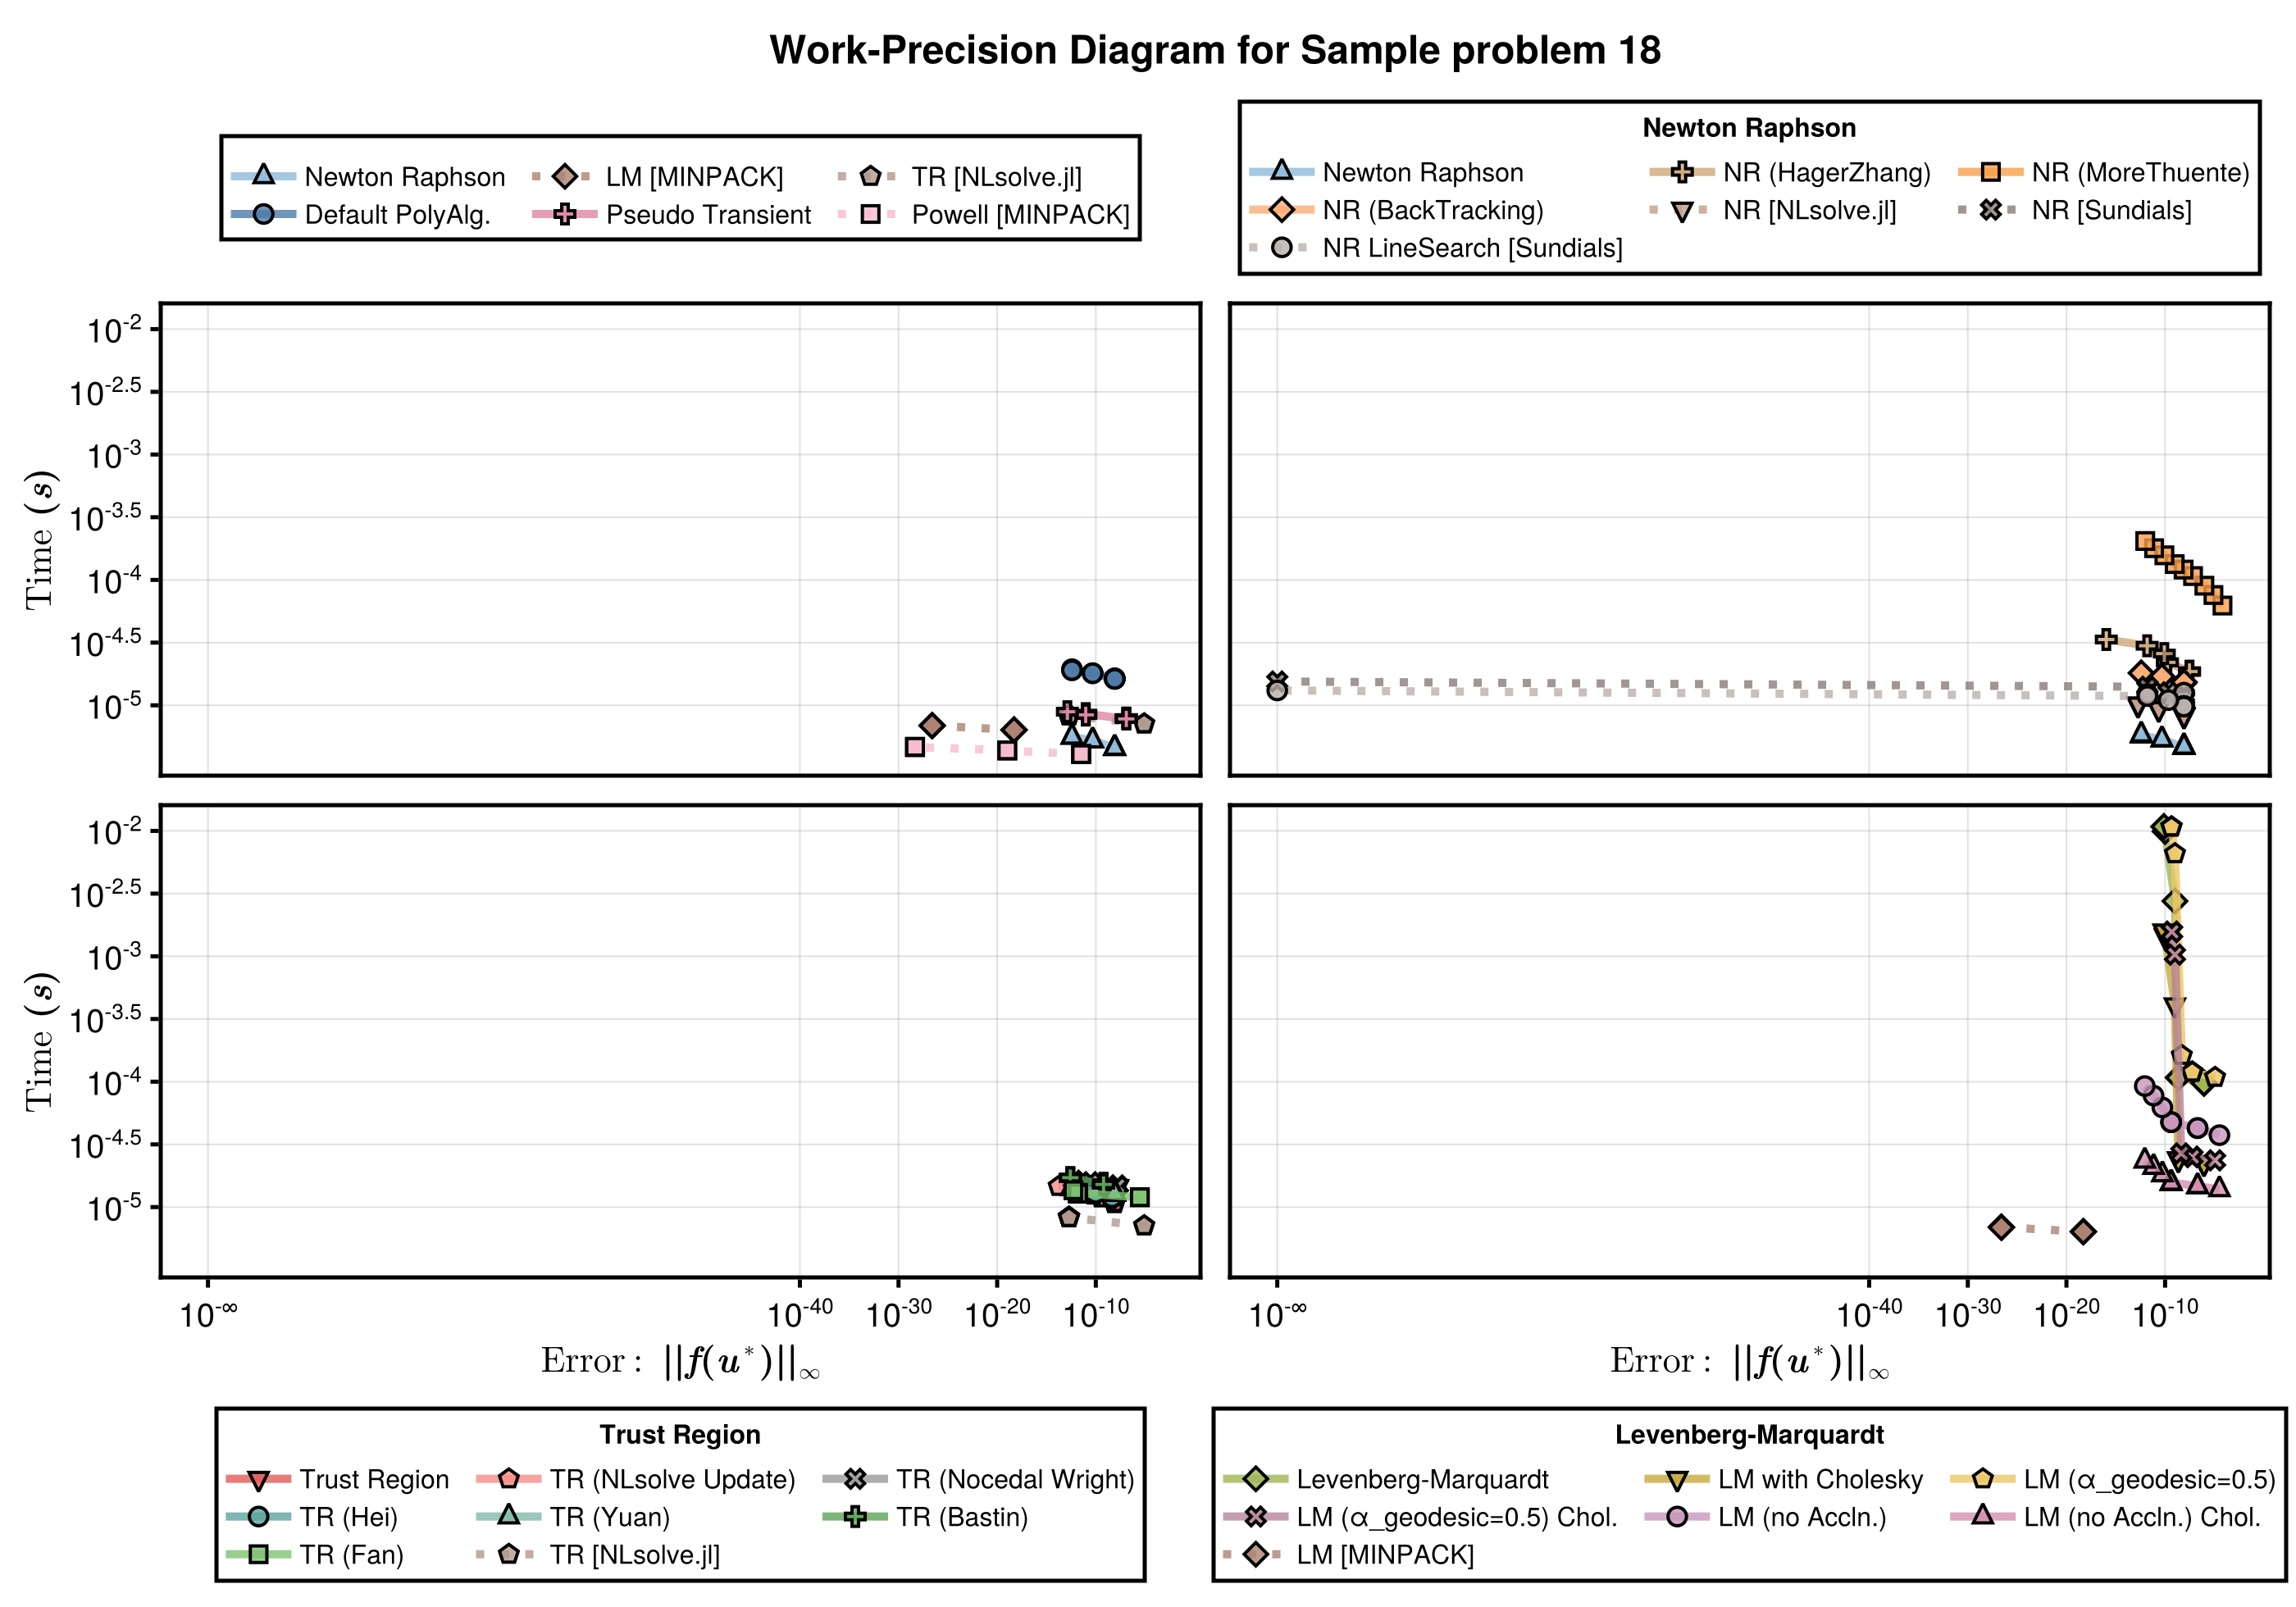 Work-Precision Diagram for Sample problem 18
Newton Raphson LM [MINPACK] TR [NLsolve.jl]
Default PolyAlg. Pseudo Transient Powell [MINPACK]
Newton Raphson
Newton Raphson NR (HagerZhang) NR (MoreThuente)
NR (BackTracking) NR [NLsolve.jl] NR [Sundials]
NR LineSearch [Sundials]
Time (s)
10^-2
10^-2.5
10^-3
10^-3.5
10^-4
10^-4.5
10^-5
Time (s)
10^-2
10^-2.5
10^-3
10^-3.5
10^-4
10^-4.5
10^-5
10^-∞ 10^-40 10^-30 10^-20 10^-10
Error: ||f(u*)||∞
10^-∞ 10^-40 10^-30 10^-20 10^-10
Error: ||f(u*)||∞
Trust Region
Trust Region TR (NLsolve Update) TR (Nocedal Wright)
TR (Hei) TR (Yuan) TR (Bastin)
TR (Fan) TR [NLsolve.jl]
Levenberg-Marquardt
Levenberg-Marquardt LM with Cholesky LM (α_geodesic=0.5)
LM (α_geodesic=0.5) Chol. LM (no Accln.) LM (no Accln.) Chol.
LM [MINPACK]